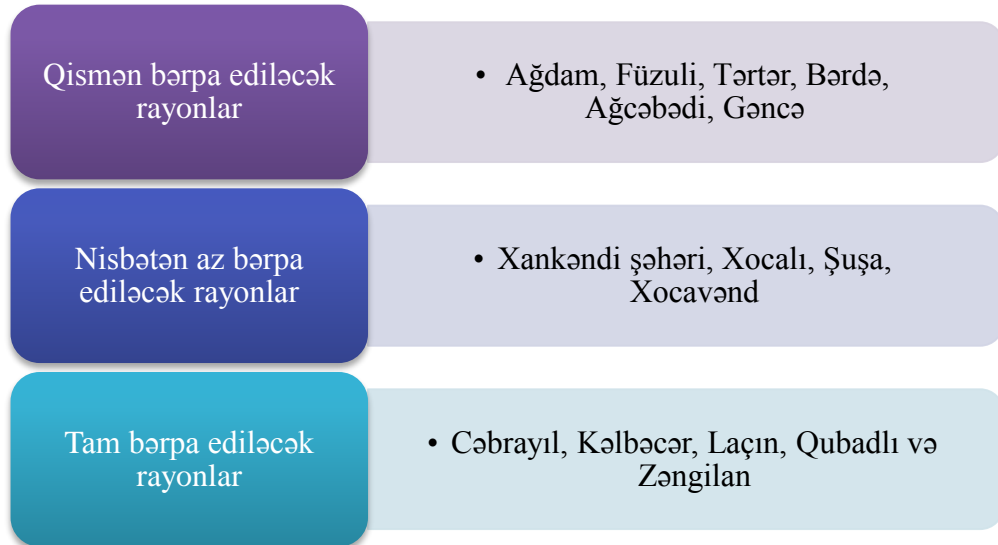 Qismən bərpa ediləcək
rayonlar
• Ağdam, Füzuli, Tərtər, Bərdə,
Ağcəbədi, Gəncə
Nisbətən az bərpa
ediləcək rayonlar
• Xankəndi şəhəri, Xocalı, Şuşa,
Xocavənd
Tam bərpa ediləcək
rayonlar
• Cəbrayıl, Kəlbəcər, Laçın, Qubadlı və
Zəngilan